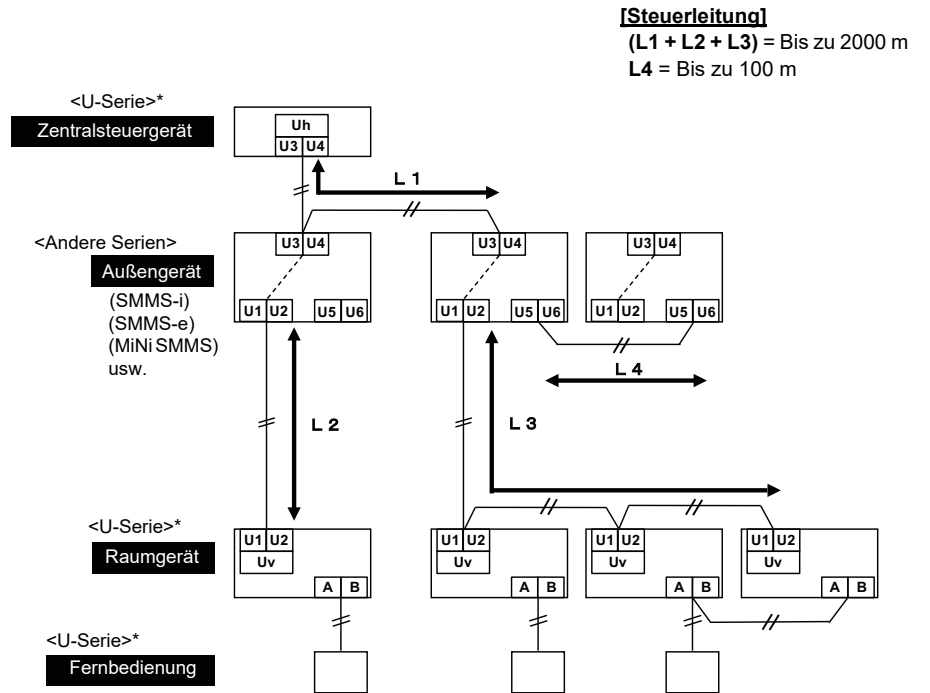 [Steuerleitung]
(L1 + L2 + L3) = Bis zu 2000 m
L4 = Bis zu 100 m
<U-Serie>*
Zentralsteuergerät
Uh
U3 U4
L 1
<Andere Serien>
Außengerät
(SMMS-i)
(SMMS-e)
(MiNi SMMS)
usw.
U3 U4
U3 U4
U3 U4
U1 U2
U5 U6
U1 U2
U5 U6
U1 U2
U5 U6
L 4
L 2
L 3
<U-Serie>*
Raumgerät
U1 U2
Uv
A B
U1 U2
Uv
A B
U1 U2
Uv
A B
U1 U2
Uv
A B
<U-Serie>*
Fernbedienung